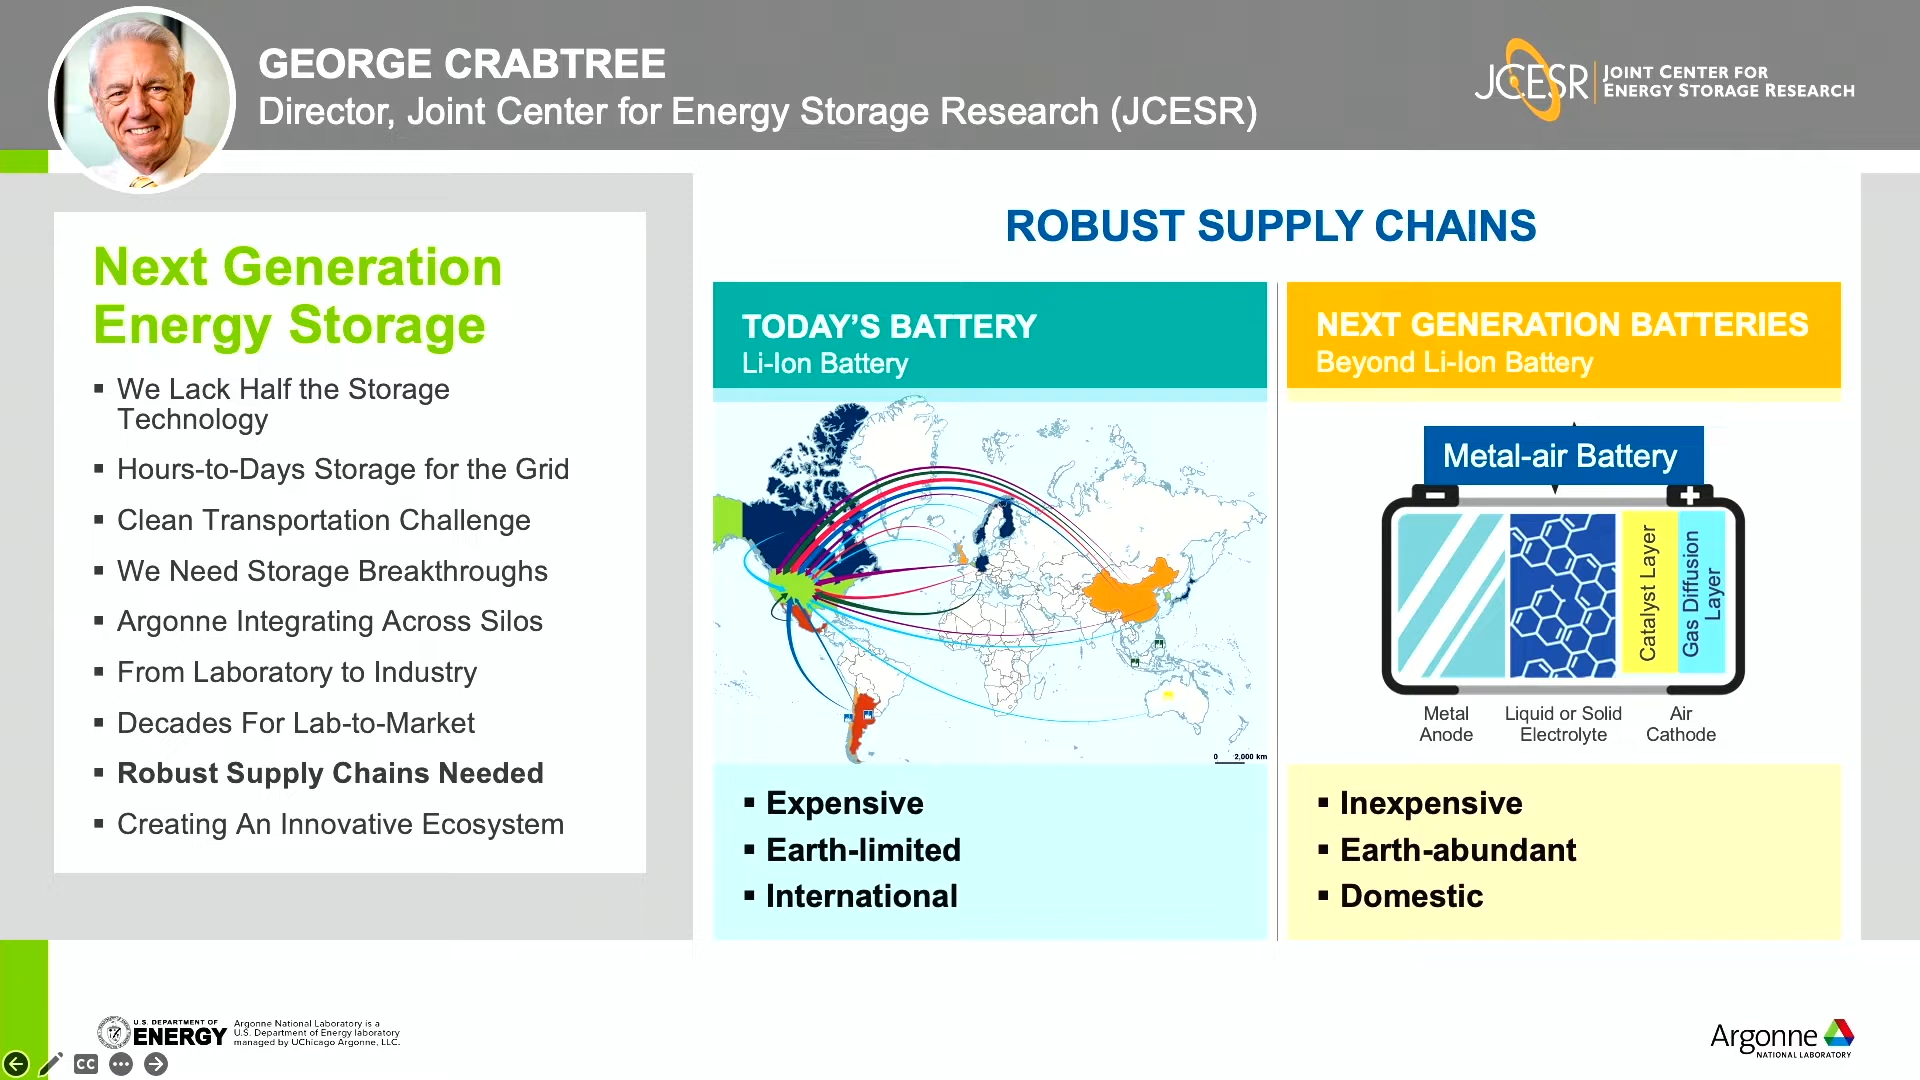 GEORGE CRABTREE
Director, Joint Center for Energy Storage Research (JCESR)
JCESR
JOINT CENTER FOR
ENERGY STORAGE RESEARCH
Next Generation
Energy Storage
▪ We Lack Half the Storage
Technology
▪ Hours-to-Days Storage for the Grid
▪ Clean Transportation Challenge
▪ We Need Storage Breakthroughs
▪ Argonne Integrating Across Silos
▪ From Laboratory to Industry
▪ Decades For Lab-to-Market
▪ Robust Supply Chains Needed
▪ Creating An Innovative Ecosystem
ROBUST SUPPLY CHAINS
TODAY’S BATTERY
Li-Ion Battery
0 2,000 km
▪ Expensive
▪ Earth-limited
▪ International
NEXT GENERATION BATTERIES
Beyond Li-Ion Battery
Metal-air Battery
− +
Catalyst Layer
Gas Diffusion
Layer
Metal
Anode
Liquid or Solid
Electrolyte
Air
Cathode
▪ Inexpensive
▪ Earth-abundant
▪ Domestic
U.S. DEPARTMENT OF
ENERGY
Argonne National Laboratory is a
U.S. Department of Energy laboratory
managed by UChicago Argonne, LLC.
CC
Argonne
NATIONAL LABORATORY